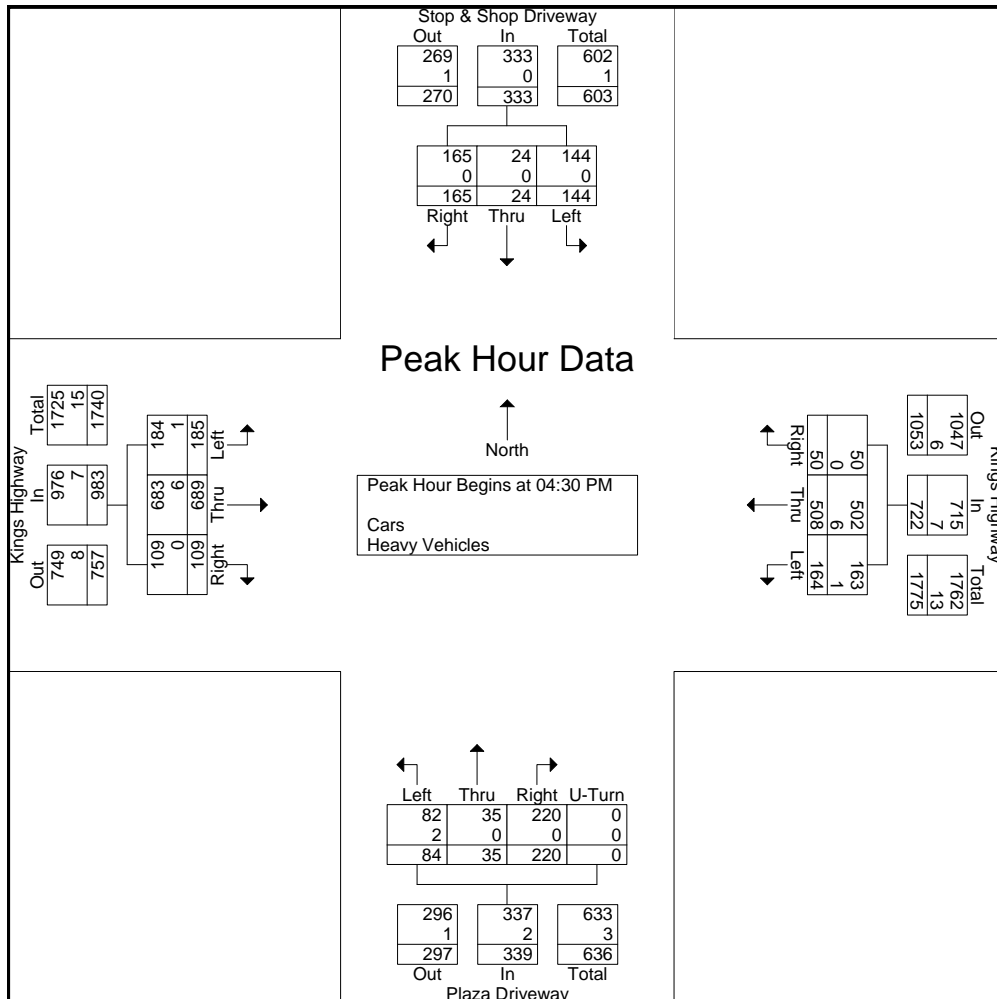 Stop & Shop Driveway
Out In Total
269 333 602
1 0 1
270 333 603
165 24 144
0 0 0
165 24 144
Right Thru Left
Peak Hour Data
North
Peak Hour Begins at 04:30 PM
Cars
Heavy Vehicles
Kings Highway
Total In Out
1725 976 749
15 7 8
1740 983 757
184 683 109
1 6 0
185 689 109
Left Thru Right
Kings Highway
Out In Total
1047 715 1762
6 7 13
1053 722 1775
50 502 163
0 6 1
50 508 164
Right Thru Left
Left Thru Right U-Turn
82 35 220 0
2 0 0 0
84 35 220 0
296 337 633
1 2 3
297 339 636
Out In Total
Plaza Driveway